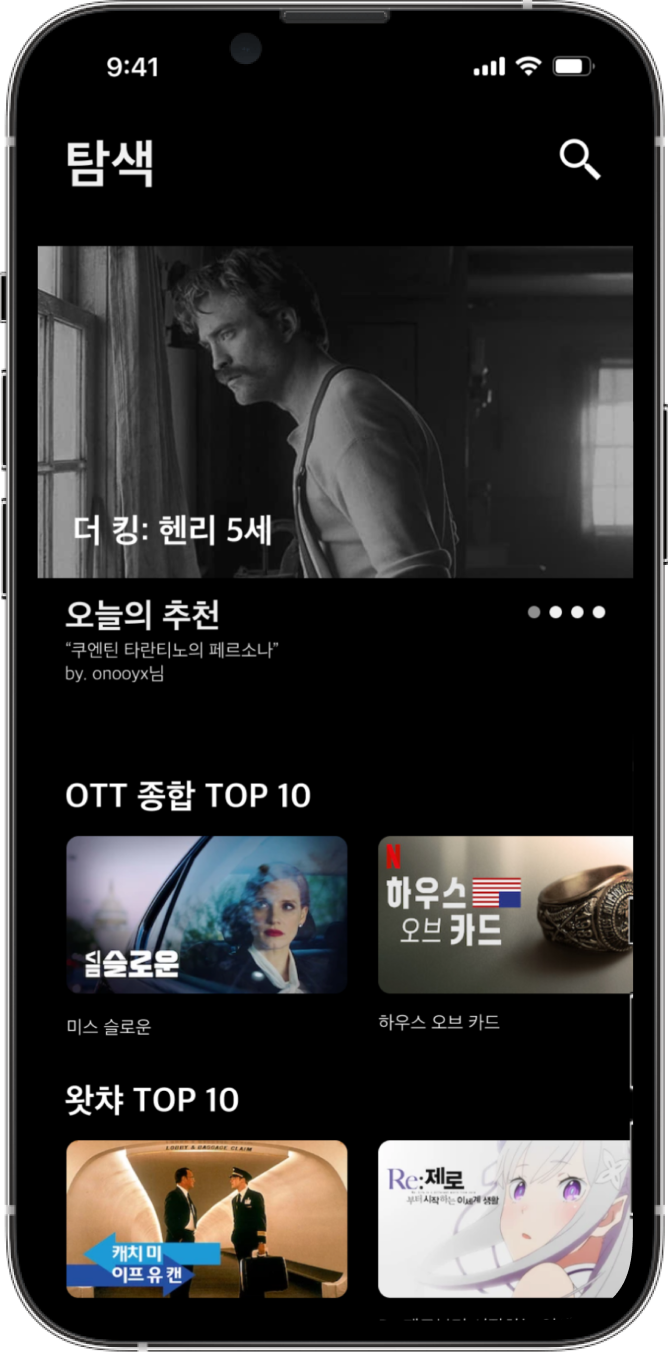 9:41
탐색
더 킹: 헨리 5세
오늘의 추천
“쿠엔틴 타란티노의 페르소나”
by. onooyx님
OTT 종합 TOP 10
미스슬로운
N
하우스
오브 카드
미스 슬로운
하우스 오브 카드
왓챠 TOP 10
LUGGAGE CLAIM
캐치 미
이프 유 캔
Re:제로
부터 시작하는 이세계 생활